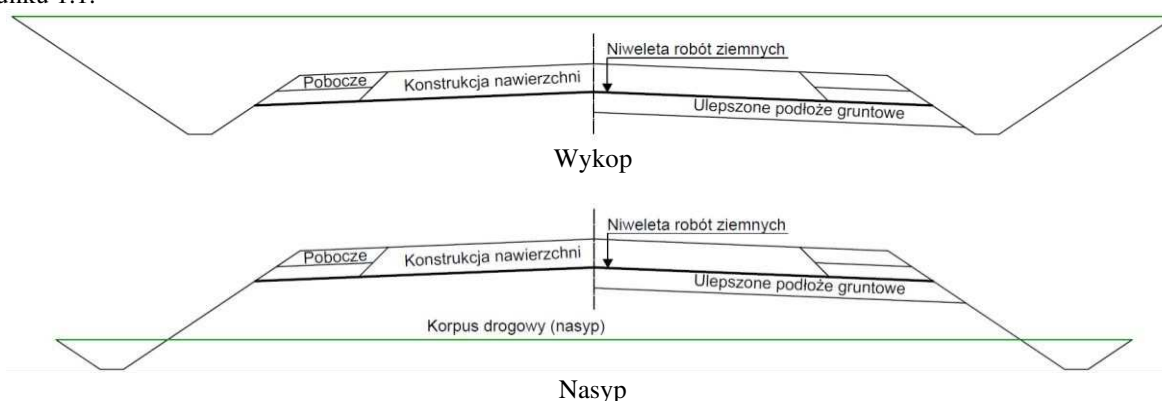 Niweleta robót ziemnych
Pobocze
Konstrukcja nawierzchni
Ulepszone podłoże gruntowe
Wykop
Niweleta robót ziemnych
Pobocze
Konstrukcja nawierzchni
Ulepszone podłoże gruntowe
Korpus drogowy (nasyp)
Nasyp